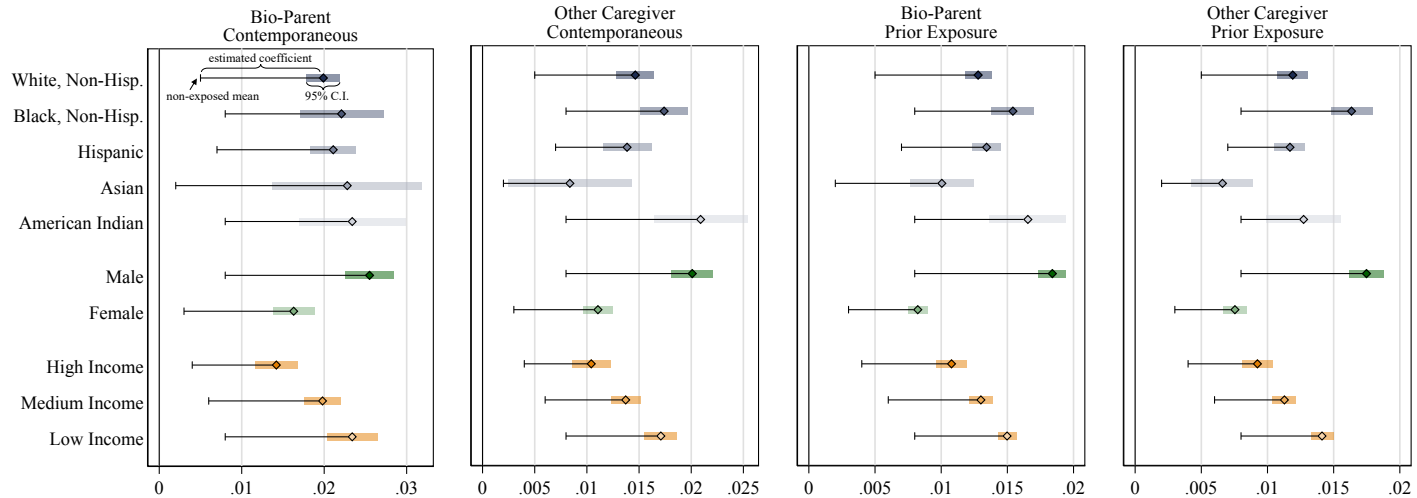 Bio-Parent
Contemporaneous
Other Caregiver
Contemporaneous
Bio-Parent
Prior Exposure
Other Caregiver
Prior Exposure
estimated coefficient
non-exposed mean
95% C.I.
White, Non-Hisp.
Black, Non-Hisp.
Hispanic
Asian
American Indian
Male
Female
High Income
Medium Income
Low Income
0 .01 .02 .03
0 .005 .01 .015 .02 .025
0 .005 .01 .015 .02
0 .005 .01 .015 .02